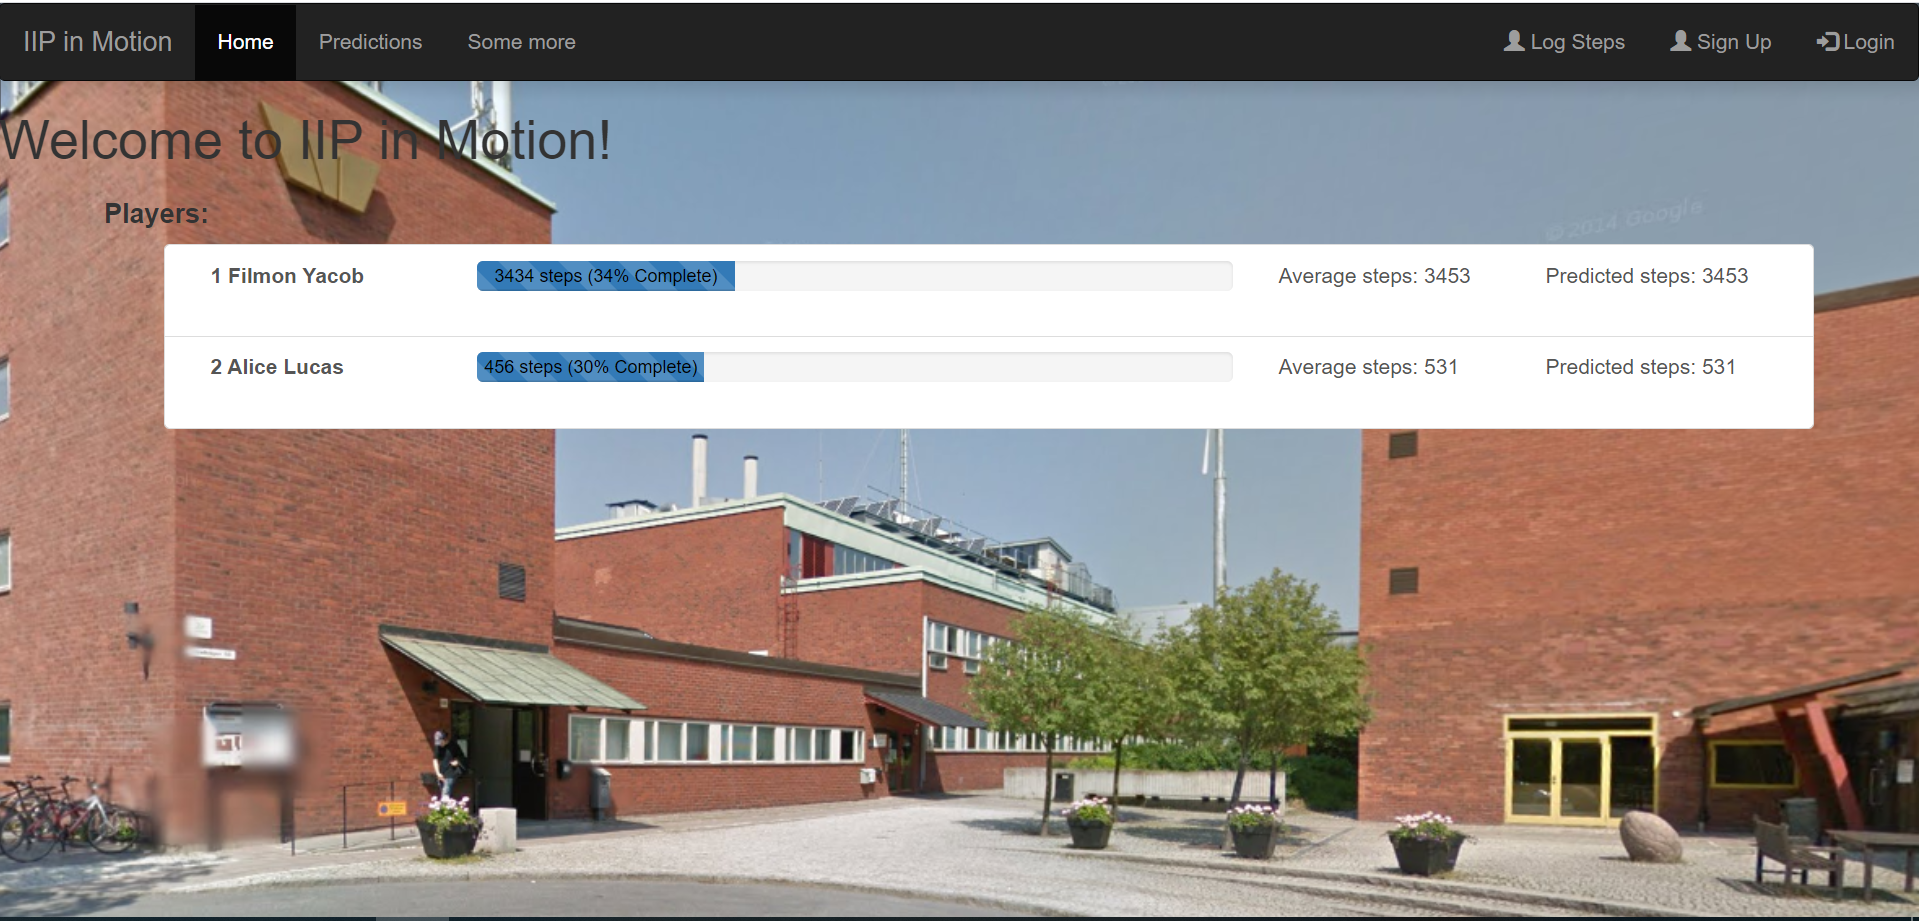 IIP in Motion Home Predictions Some more Log Steps Sign Up Login
Welcome to IIP in Motion!
©2014 Google
Players:
1 Filmon Yacob 3434 steps (34% Complete) Average steps: 3453 Predicted steps: 3453
2 Alice Lucas 456 steps (30% Complete) Average steps: 531 Predicted steps: 531